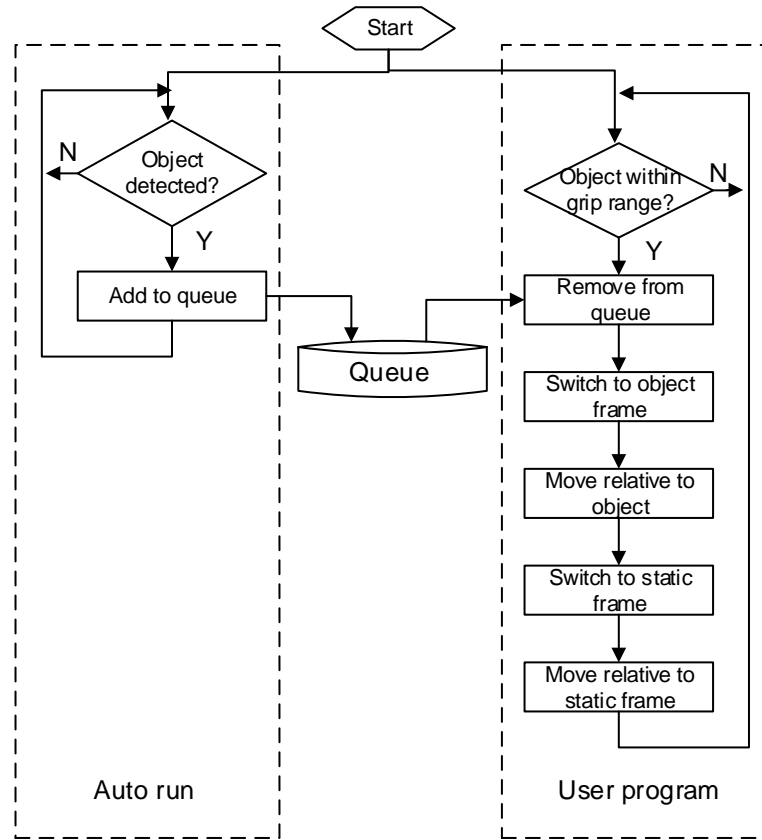 Start
N
Object
detected?
Y
Add to queue
Queue
Object within
grip range?
N
Y
Remove from
queue
Switch to object
frame
Move relative to
object
Switch to static
frame
Move relative to
static frame
Auto run
User program